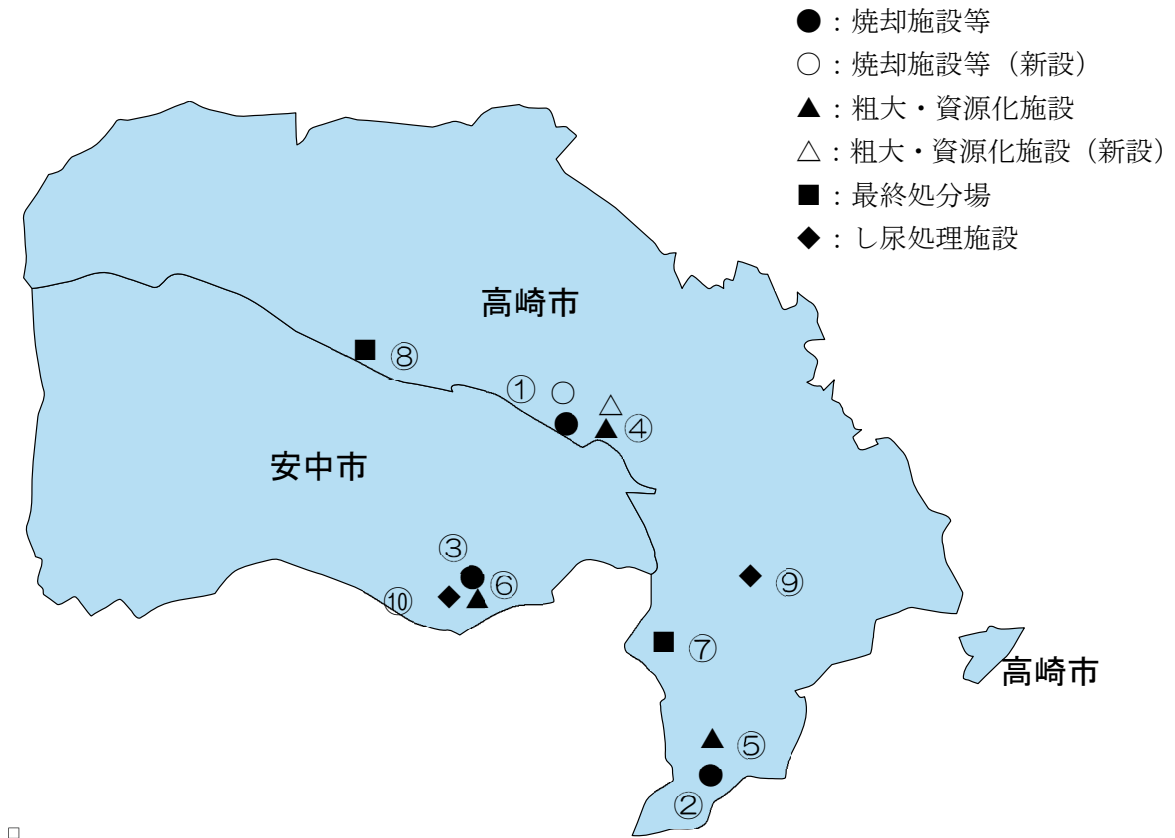 ●：焼却施設等
○：焼却施設等（新設）
▲：粗大・資源化施設
△：粗大・資源化施設（新設）
■：最終処分場
◆：し尿処理施設
高崎市
⑧
①
④
安中市
③
⑥
⑩
⑨
⑦
高崎市
⑤
②